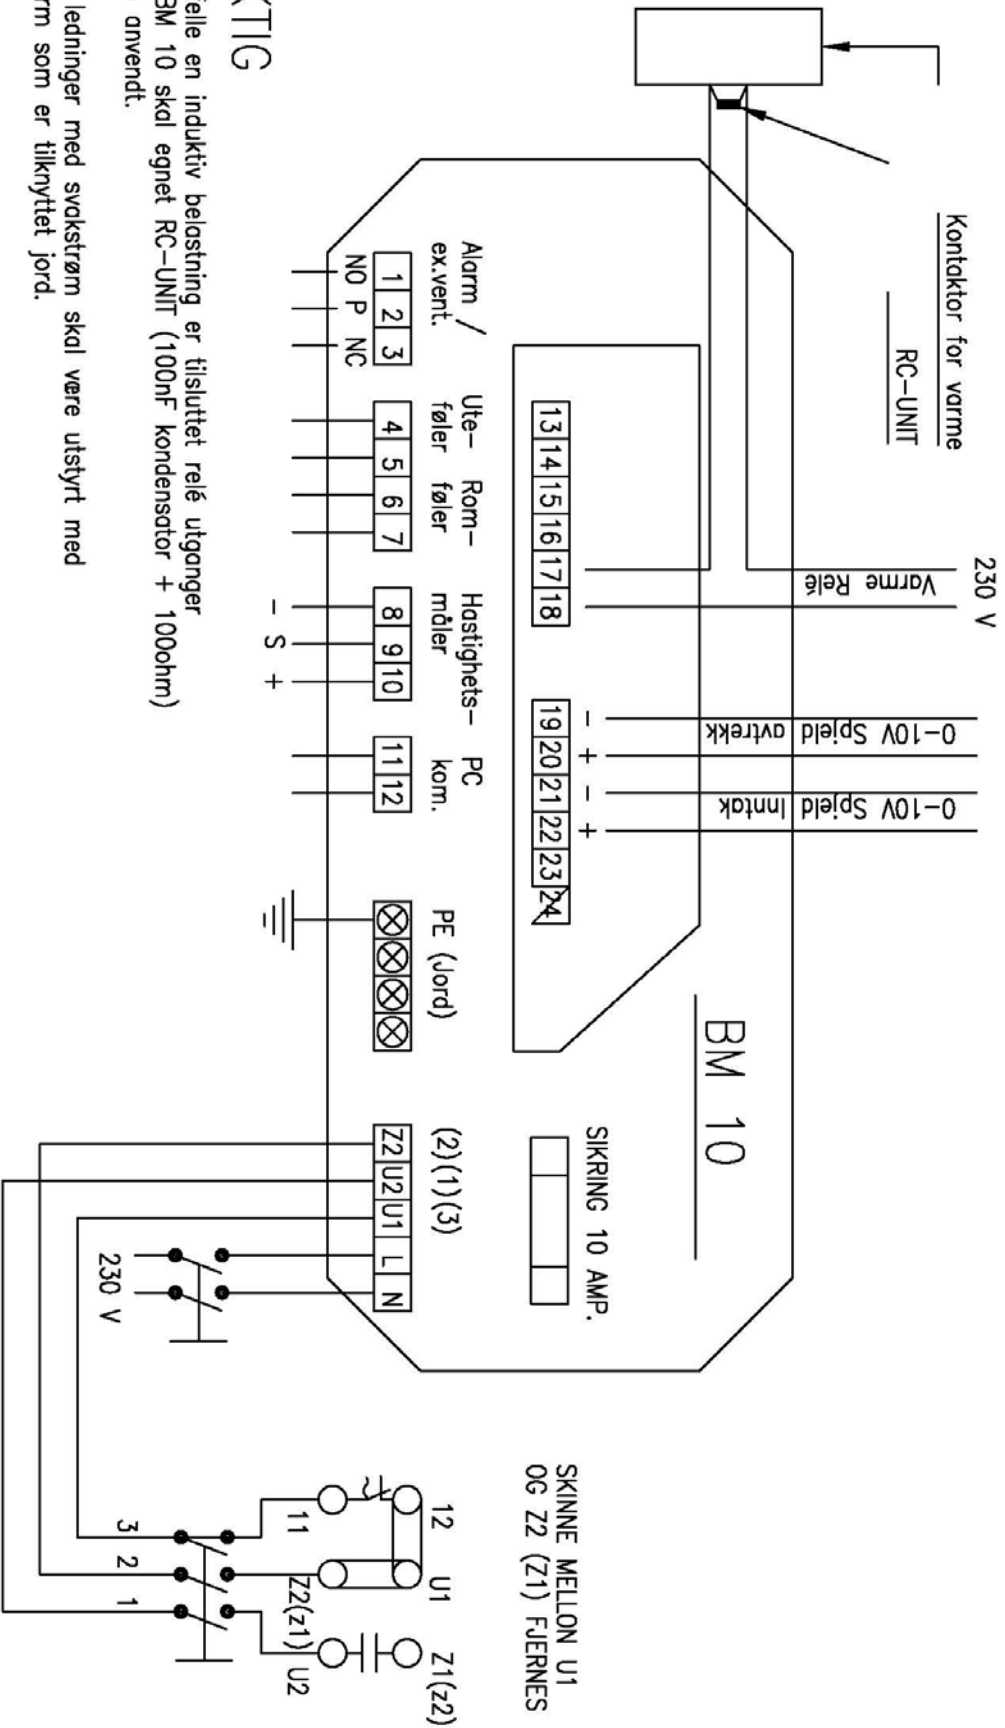 Kontaktor for varme
RC-UNIT
230 V
Varme Relé
0-10V Spjeld avtrekk
0-10V Spjeld Inntak
- + - +
BM 10
13 14 15 16 17 18
19 20 21 22 23 24
SIKRING 10 AMP.
SKINNE MELLON U1
OG Z2 (Z1) FJERNES
Alarm /
ex.vent.
Ute-
føler
Rom-
føler
Hastighets-
måler
PC
kom.
PE (Jord)
(2)(1)(3)
1 2 3
4 5 6 7
8 9 10
11 12
Z2 U2 U1 L N
NO P NC
- S +
230 V
12 U1 Z1(z2)
11 Z2(z1) U2
3 2 1
KTIG
elle en induktiv belastning er tilsluttet relé utganger
BM 10 skal egnet RC-UNIT (100nF kondensator + 100ohm)
anvendt.
ledninger med svakstrøm skal være utstyrt med
rm som er tilknyttet jord.